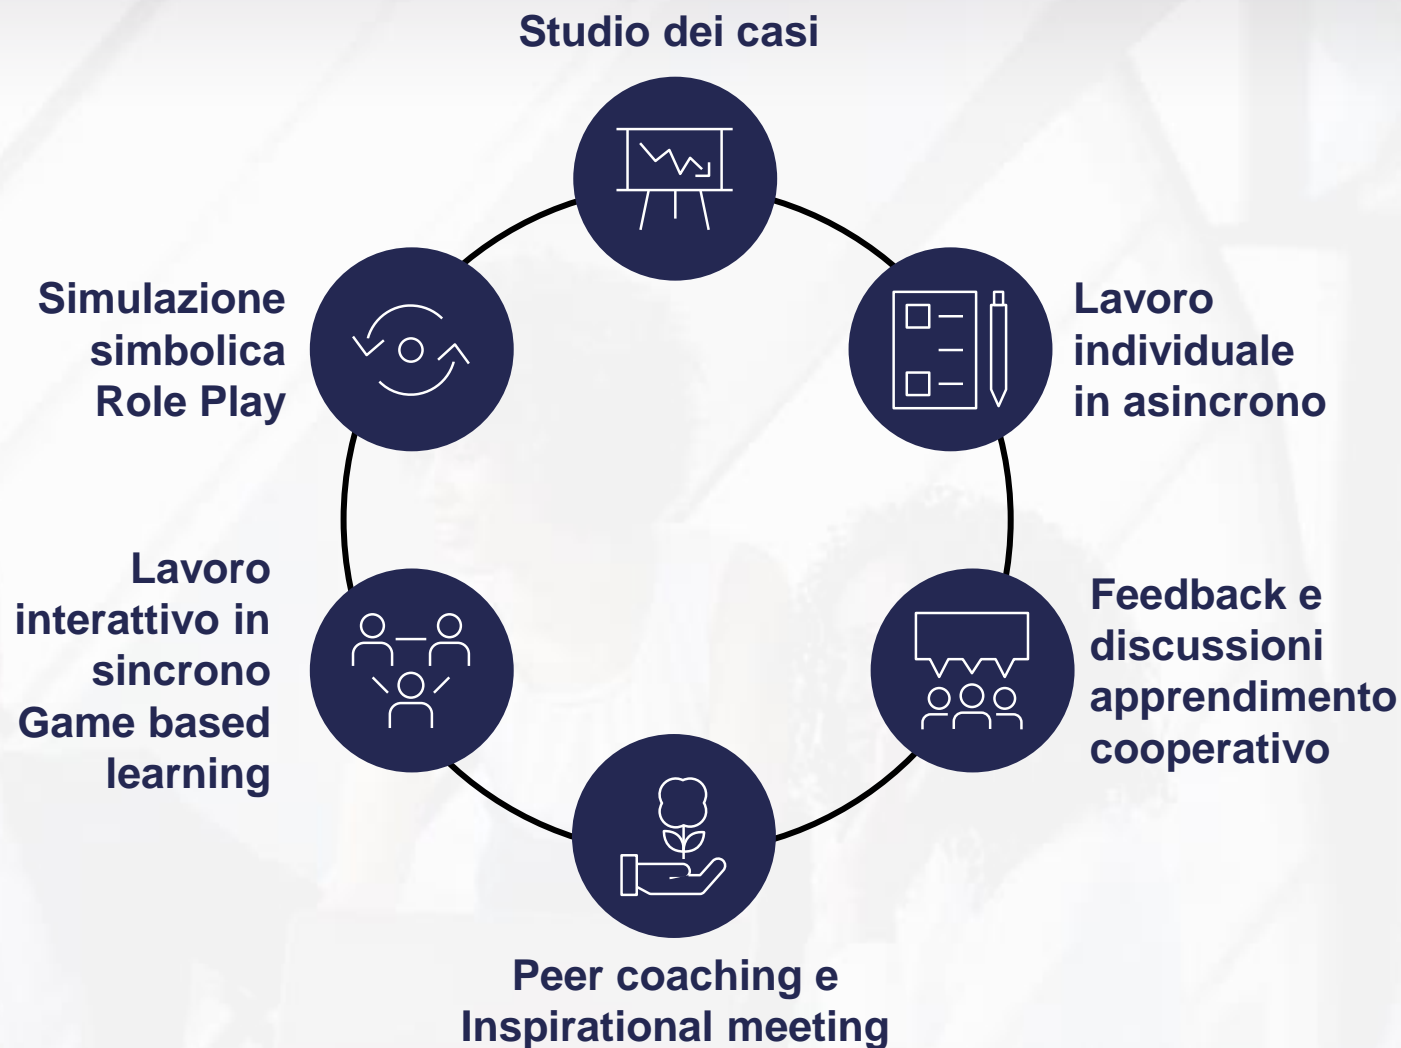 Studio dei casi
Simulazione
simbolica
Role Play
Lavoro
individuale
in asincrono
Lavoro
interattivo in
sincrono
Game based
learning
Feedback e
discussioni
apprendimento
cooperativo
Peer coaching e
Inspirational meeting